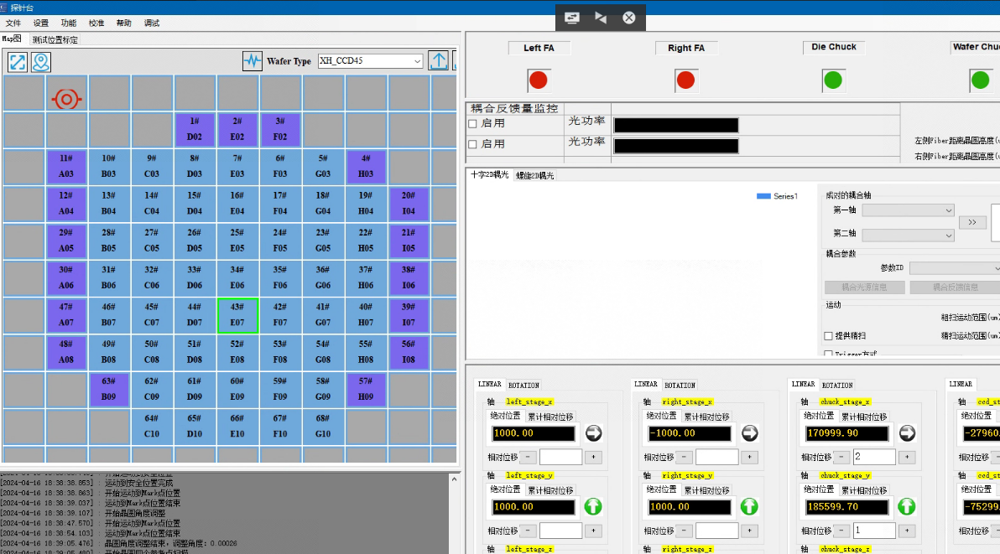 探针台
文件 设置 功能 校准 帮助 调试
Map图 测试位置标定
Wafer Type XH_CCD45
1# 2# 3#
D02 E02 F02
11# 10# 9# 8# 7# 6# 5# 4#
A03 B03 C03 D03 E03 F03 G03 H03
12# 13# 14# 15# 16# 17# 18# 19# 20#
A04 B04 C04 D04 E04 F04 G04 H04 I04
29# 28# 27# 26# 25# 24# 23# 22# 21#
A05 B05 C05 D05 E05 F05 G05 H05 I05
30# 31# 32# 33# 34# 35# 36# 37# 38#
A06 B06 C06 D06 E06 F06 G06 H06 I06
47# 46# 45# 44# 43# 42# 41# 40# 39#
A07 B07 C07 D07 E07 F07 G07 H07 I07
48# 49# 50# 51# 52# 53# 54# 55# 56#
A08 B08 C08 D08 E08 F08 G08 H08 I08
63# 62# 61# 60# 59# 58# 57#
B09 C09 D09 E09 F09 G09 H09
64# 65# 66# 67# 68#
C10 D10 E10 F10 G10
[2024-04-16 18:38:38.853] : 运动到安全位置完成
[2024-04-16 18:38:38.863] : 开始运动到Mark点位置
[2024-04-16 18:38:39.037] : 运动到Mark点位置结束
[2024-04-16 18:38:39.107] : 开始晶圆角度调整
[2024-04-16 18:38:47.570] : 开始运动到Mark点位置
[2024-04-16 18:38:54.103] : 运动到Mark点位置结束
[2024-04-16 18:39:05.476] : 晶圆角度调整结束，调整角度：0.00026
[2024-04-16 18:39:05.480] : 开始晶圆四个参考点扫描
Left FA Right FA Die Chuck Wafer Chu
耦合反馈量监控
启用 光功率
启用 光功率
左侧Fiber距离晶圆高度(u
右侧Fiber距离晶圆高度(u
十字2D耦光 螺旋2D耦光
Series1
成对的耦合轴
第一轴
>>
第二轴
耦合参数
参数ID
耦合光源信息 耦合反馈信息
运动
粗扫运动范围(um
提供精扫 精扫运动范围(um
Trigger方式
LINEAR ROTATION LINEAR ROTATION LINEAR ROTATION LINEAR
轴 left_stage_x 轴 right_stage_x 轴 chuck_stage_x 轴 ccd_st
绝对位置 累计相对位移 绝对位置 累计相对位移 绝对位置 累计相对位移 绝对位置
1000.00 -1000.00 170999.90 -27960.
相对位移 - + 相对位移 - + 相对位移 - 2 + 相对位移 -
轴 left_stage_y 轴 right_stage_y 轴 chuck_stage_y 轴 ccd_st
绝对位置 累计相对位移 绝对位置 累计相对位移 绝对位置 累计相对位移 绝对位置
1000.00 1000.00 185599.70 -75299.
相对位移 - + 相对位移 - + 相对位移 - 1 + 相对位移 -
轴 left_stage_z 轴 right_stage_z 轴 chuck_stage_z 轴 ccd_st